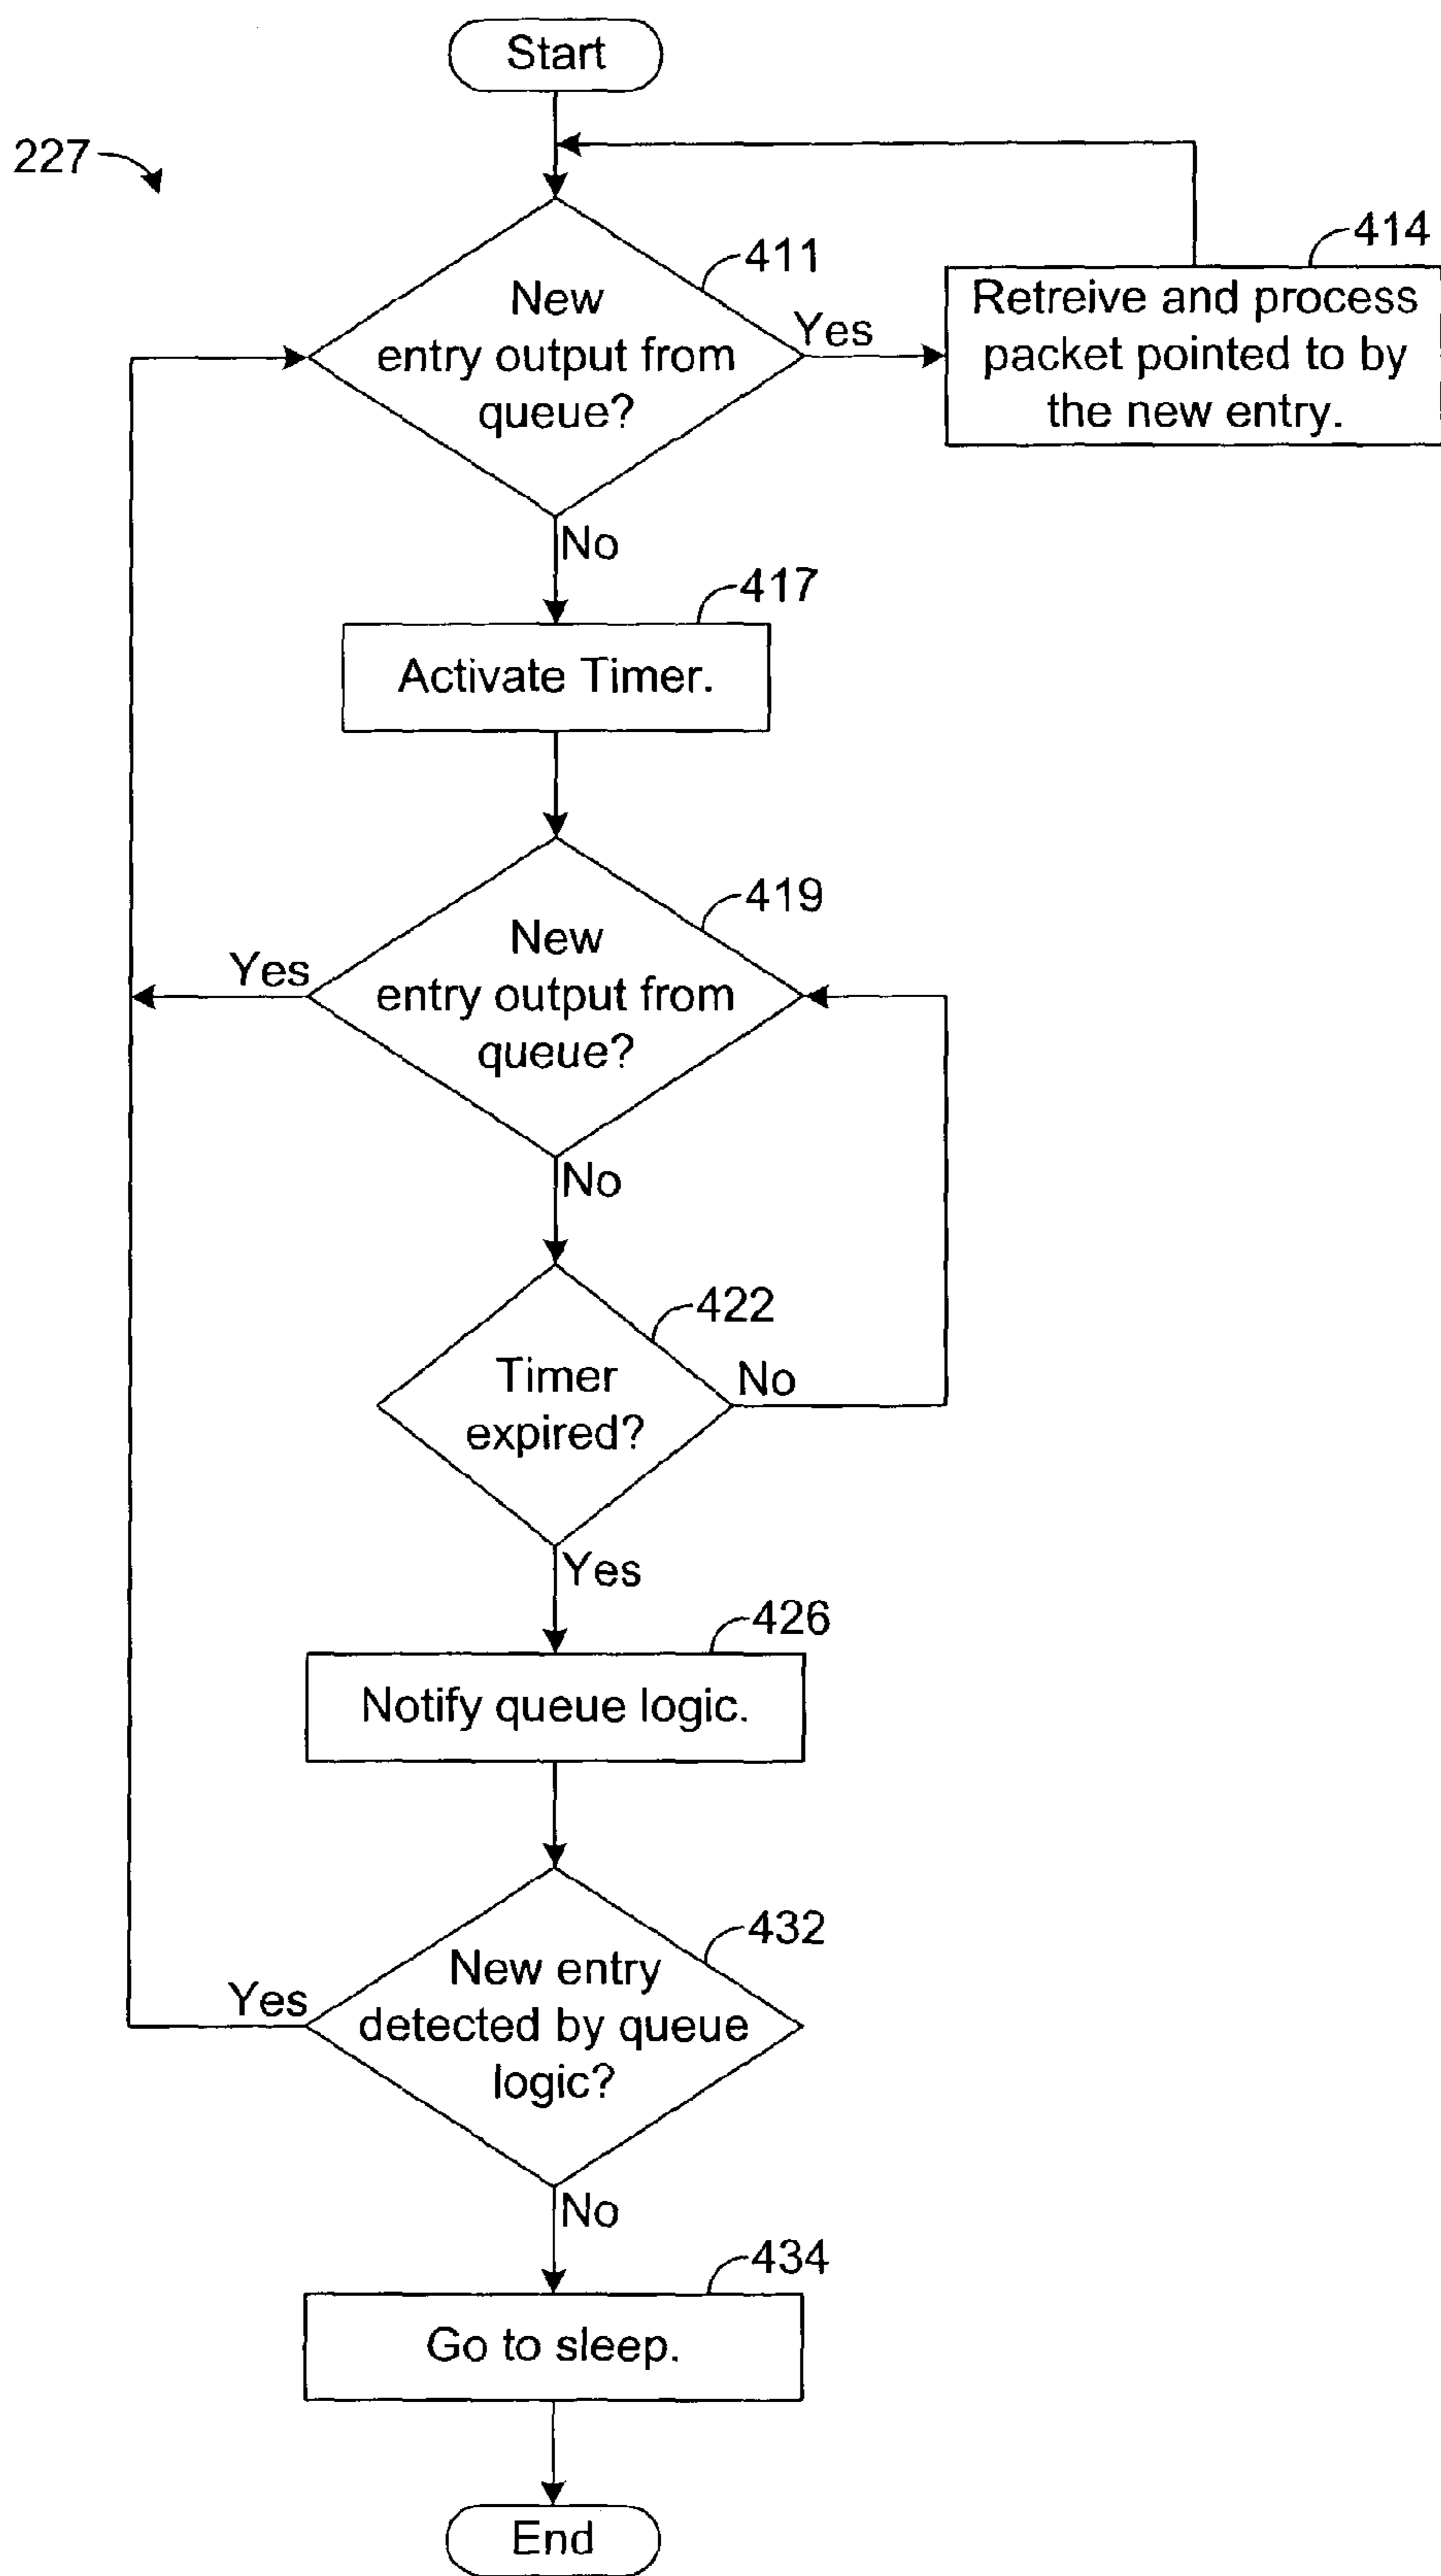 Start
227
411
New
entry output from
queue?
Yes
414
Retreive and process
packet pointed to by
the new entry.
No
417
Activate Timer.
419
New
entry output from
queue?
Yes
No
422
Timer
expired?
No
Yes
426
Notify queue logic.
432
New entry
detected by queue
logic?
Yes
No
434
Go to sleep.
End